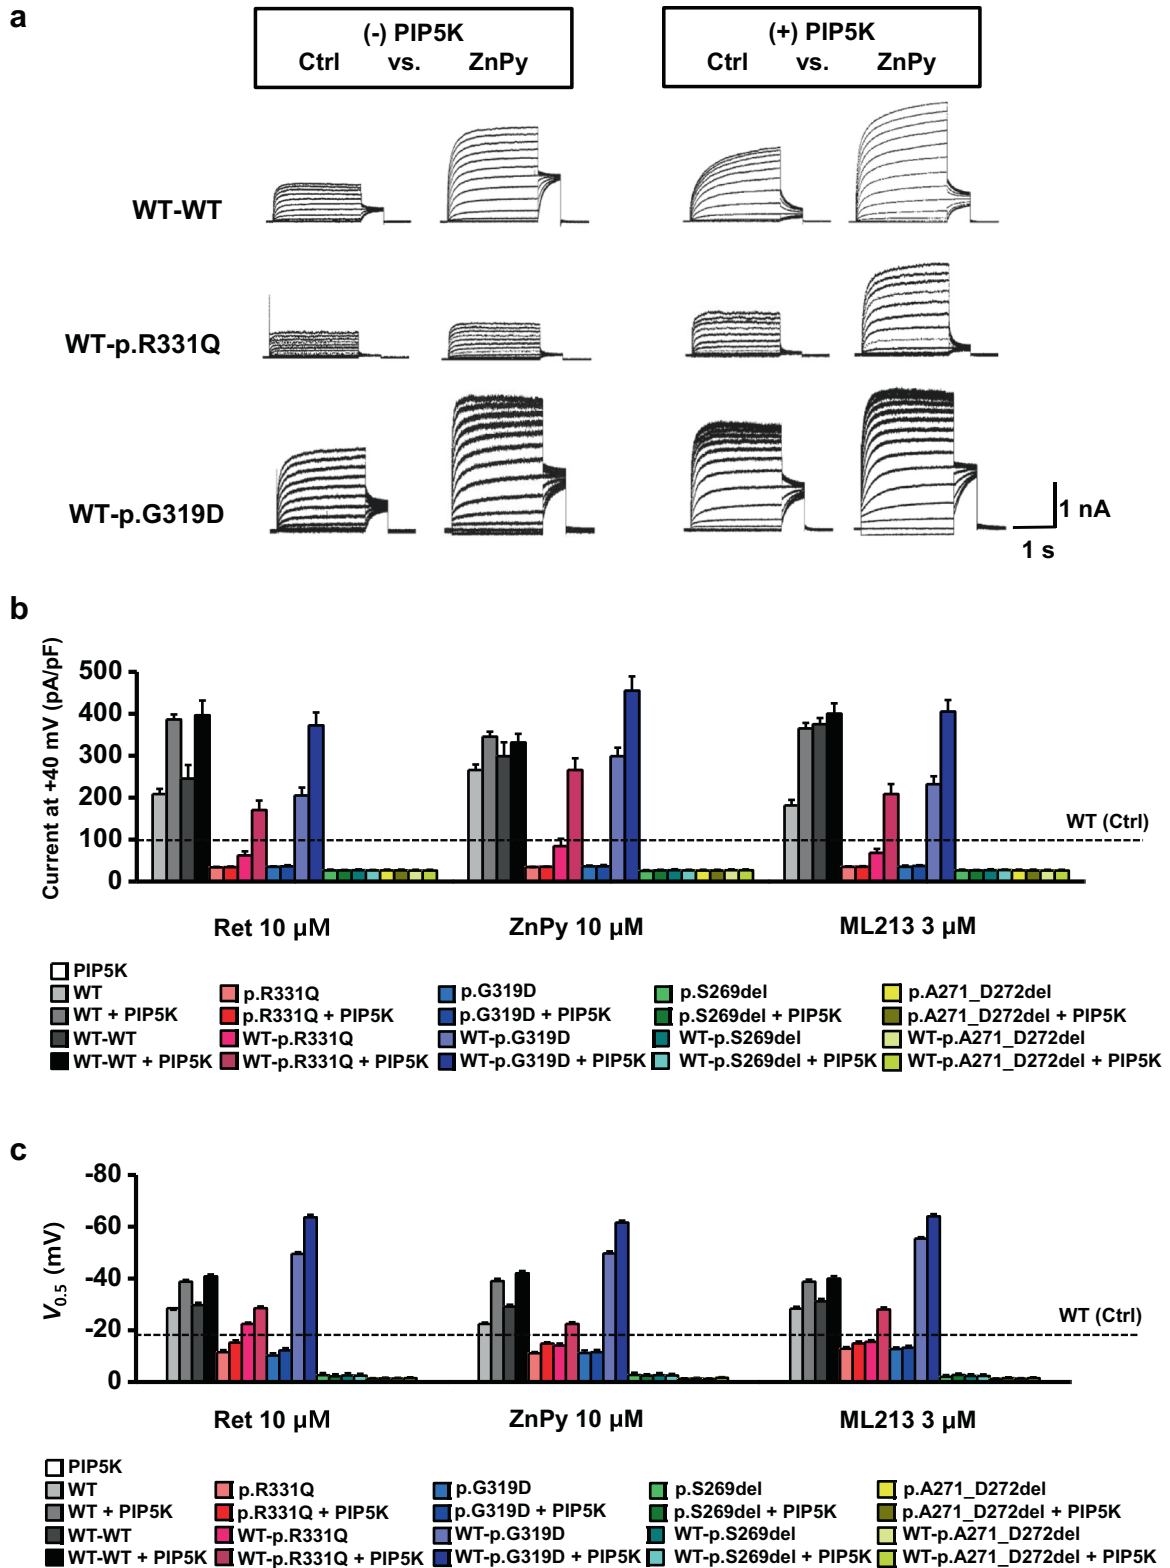 a
(-) PIP5K
Ctrl vs. ZnPy
(+) PIP5K
Ctrl vs. ZnPy
WT-WT
WT-p.R331Q
WT-p.G319D
1 nA
1 s
b
Current at +40 mV (pA/pF)
500
400
300
200
100
0
WT (Ctrl)
Ret 10 µM
ZnPy 10 µM
ML213 3 µM
PIP5K
WT
WT + PIP5K
WT-WT
WT-WT + PIP5K
p.R331Q
p.R331Q + PIP5K
WT-p.R331Q
WT-p.R331Q + PIP5K
p.G319D
p.G319D + PIP5K
WT-p.G319D
WT-p.G319D + PIP5K
p.S269del
p.S269del + PIP5K
WT-p.S269del
WT-p.S269del + PIP5K
p.A271_D272del
p.A271_D272del + PIP5K
WT-p.A271_D272del
WT-p.A271_D272del + PIP5K
c
V0.5 (mV)
-80
-60
-40
-20
0
WT (Ctrl)
Ret 10 µM
ZnPy 10 µM
ML213 3 µM
PIP5K
WT
WT + PIP5K
WT-WT
WT-WT + PIP5K
p.R331Q
p.R331Q + PIP5K
WT-p.R331Q
WT-p.R331Q + PIP5K
p.G319D
p.G319D + PIP5K
WT-p.G319D
WT-p.G319D + PIP5K
p.S269del
p.S269del + PIP5K
WT-p.S269del
WT-p.S269del + PIP5K
p.A271_D272del
p.A271_D272del + PIP5K
WT-p.A271_D272del
WT-p.A271_D272del + PIP5K